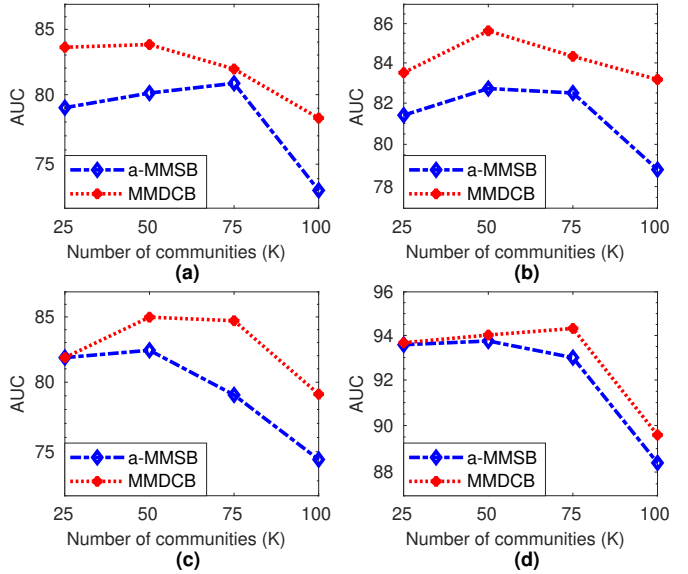 85
80
75
AUC
a-MMSB
MMDCB
25 50 75 100
Number of communities (K)
(a)
86
84
82
80
78
AUC
a-MMSB
MMDCB
25 50 75 100
Number of communities (K)
(b)
85
80
75
AUC
a-MMSB
MMDCB
25 50 75 100
Number of communities (K)
(c)
96
94
92
90
88
AUC
a-MMSB
MMDCB
25 50 75 100
Number of communities (K)
(d)